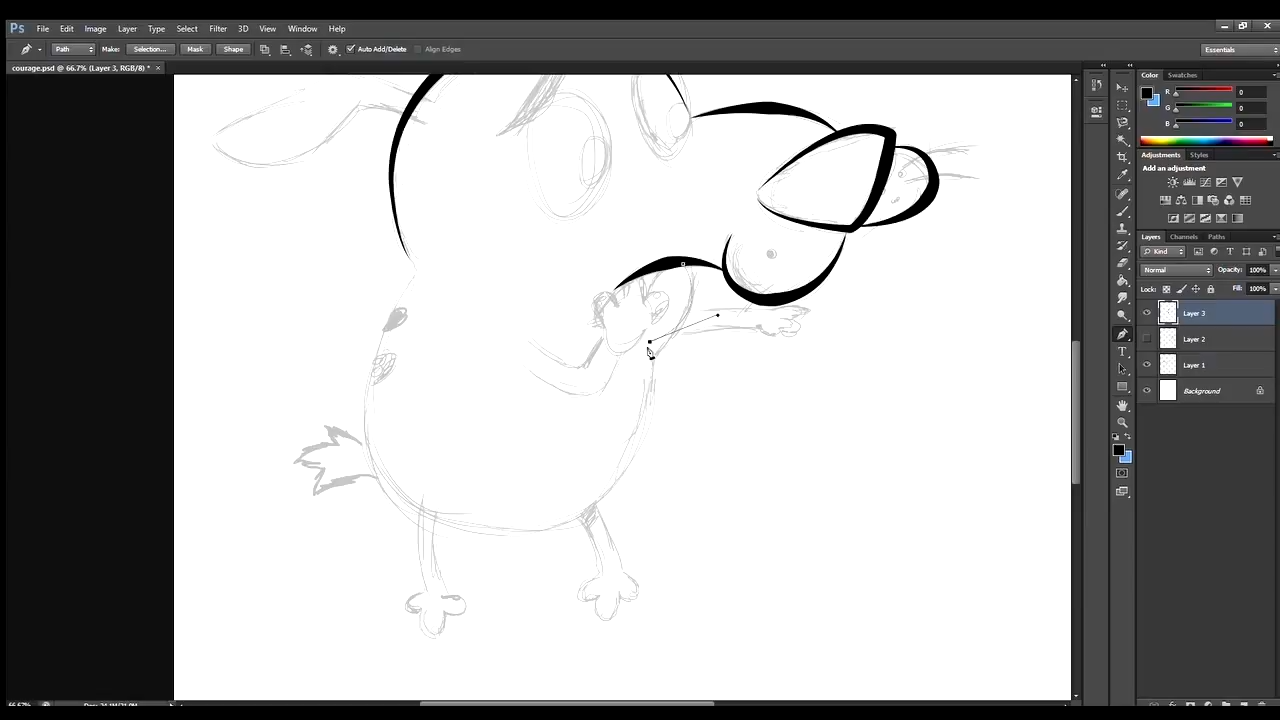 Ps File Edit Image Layer Type Select Filter 3D View Window Help
Path Make: Selection... Mask Shape Auto Add/Delete Align Edges Essentials
courage.psd @ 66.7% (Layer 3, RGB/8) * ×
Color Swatches
R 0
G 0
B 0
Adjustments Styles
Add an adjustment
Layers Channels Paths
Kind
Normal Opacity: 100%
Lock: Fill: 100%
Layer 3
Layer 2
Layer 1
Background